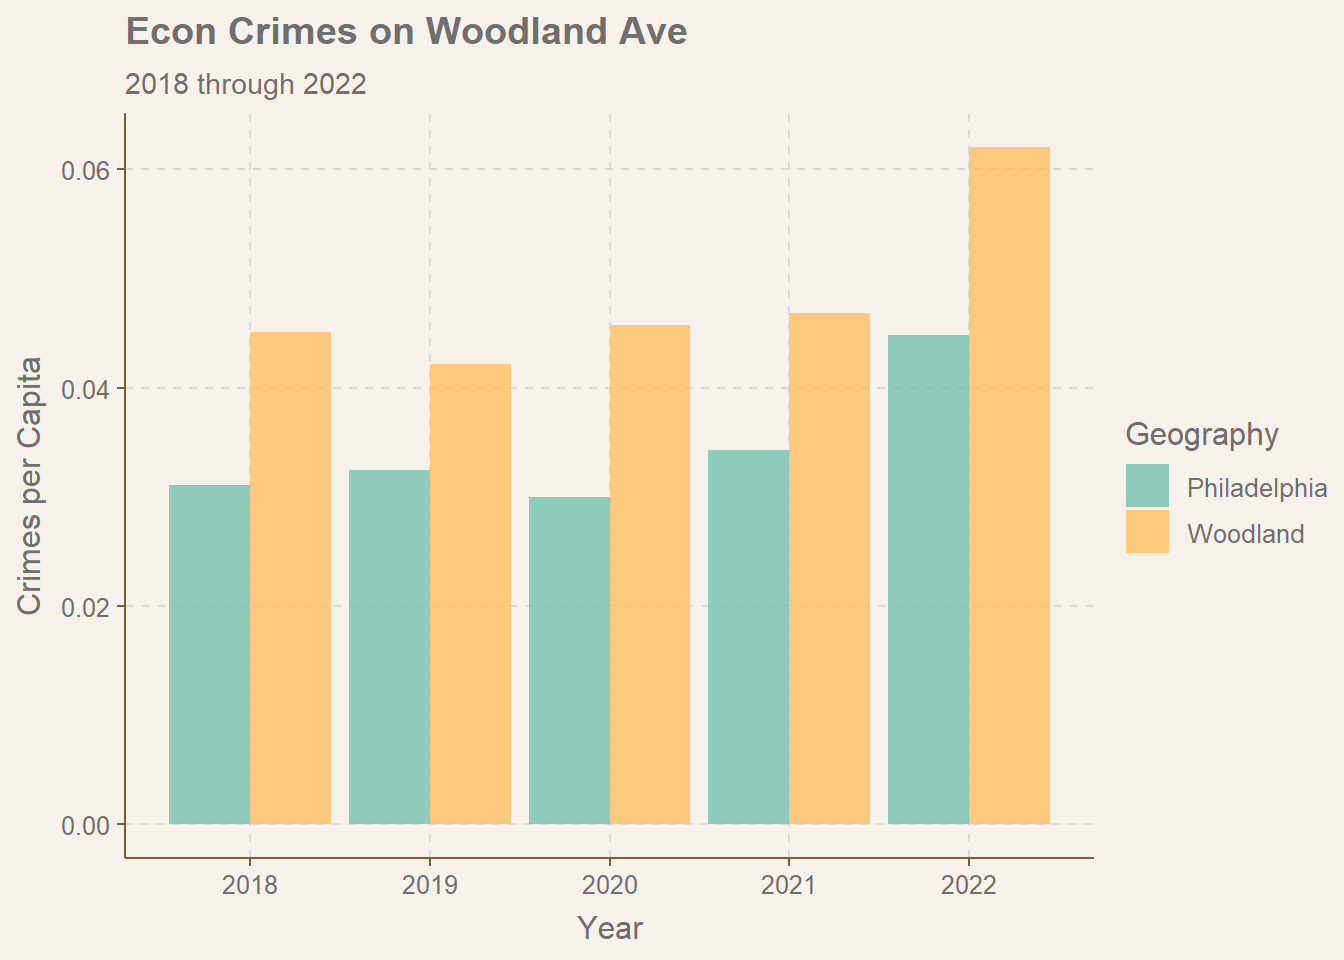 Econ Crimes on Woodland Ave
2018 through 2022
Crimes per Capita
0.06
0.04
0.02
0.00
2018 2019 2020 2021 2022
Year
Geography
Philadelphia
Woodland